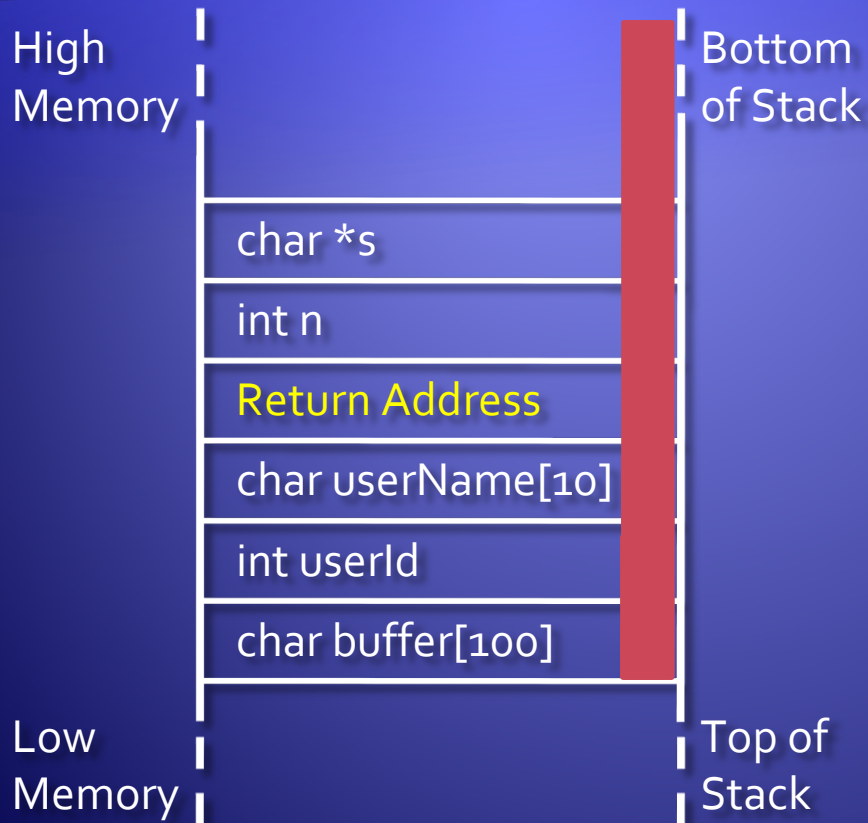 High
Memory
Bottom
of Stack
char *s
int n
Return Address
char userName[10]
int userId
char buffer[100]
Low
Memory
Top of
Stack